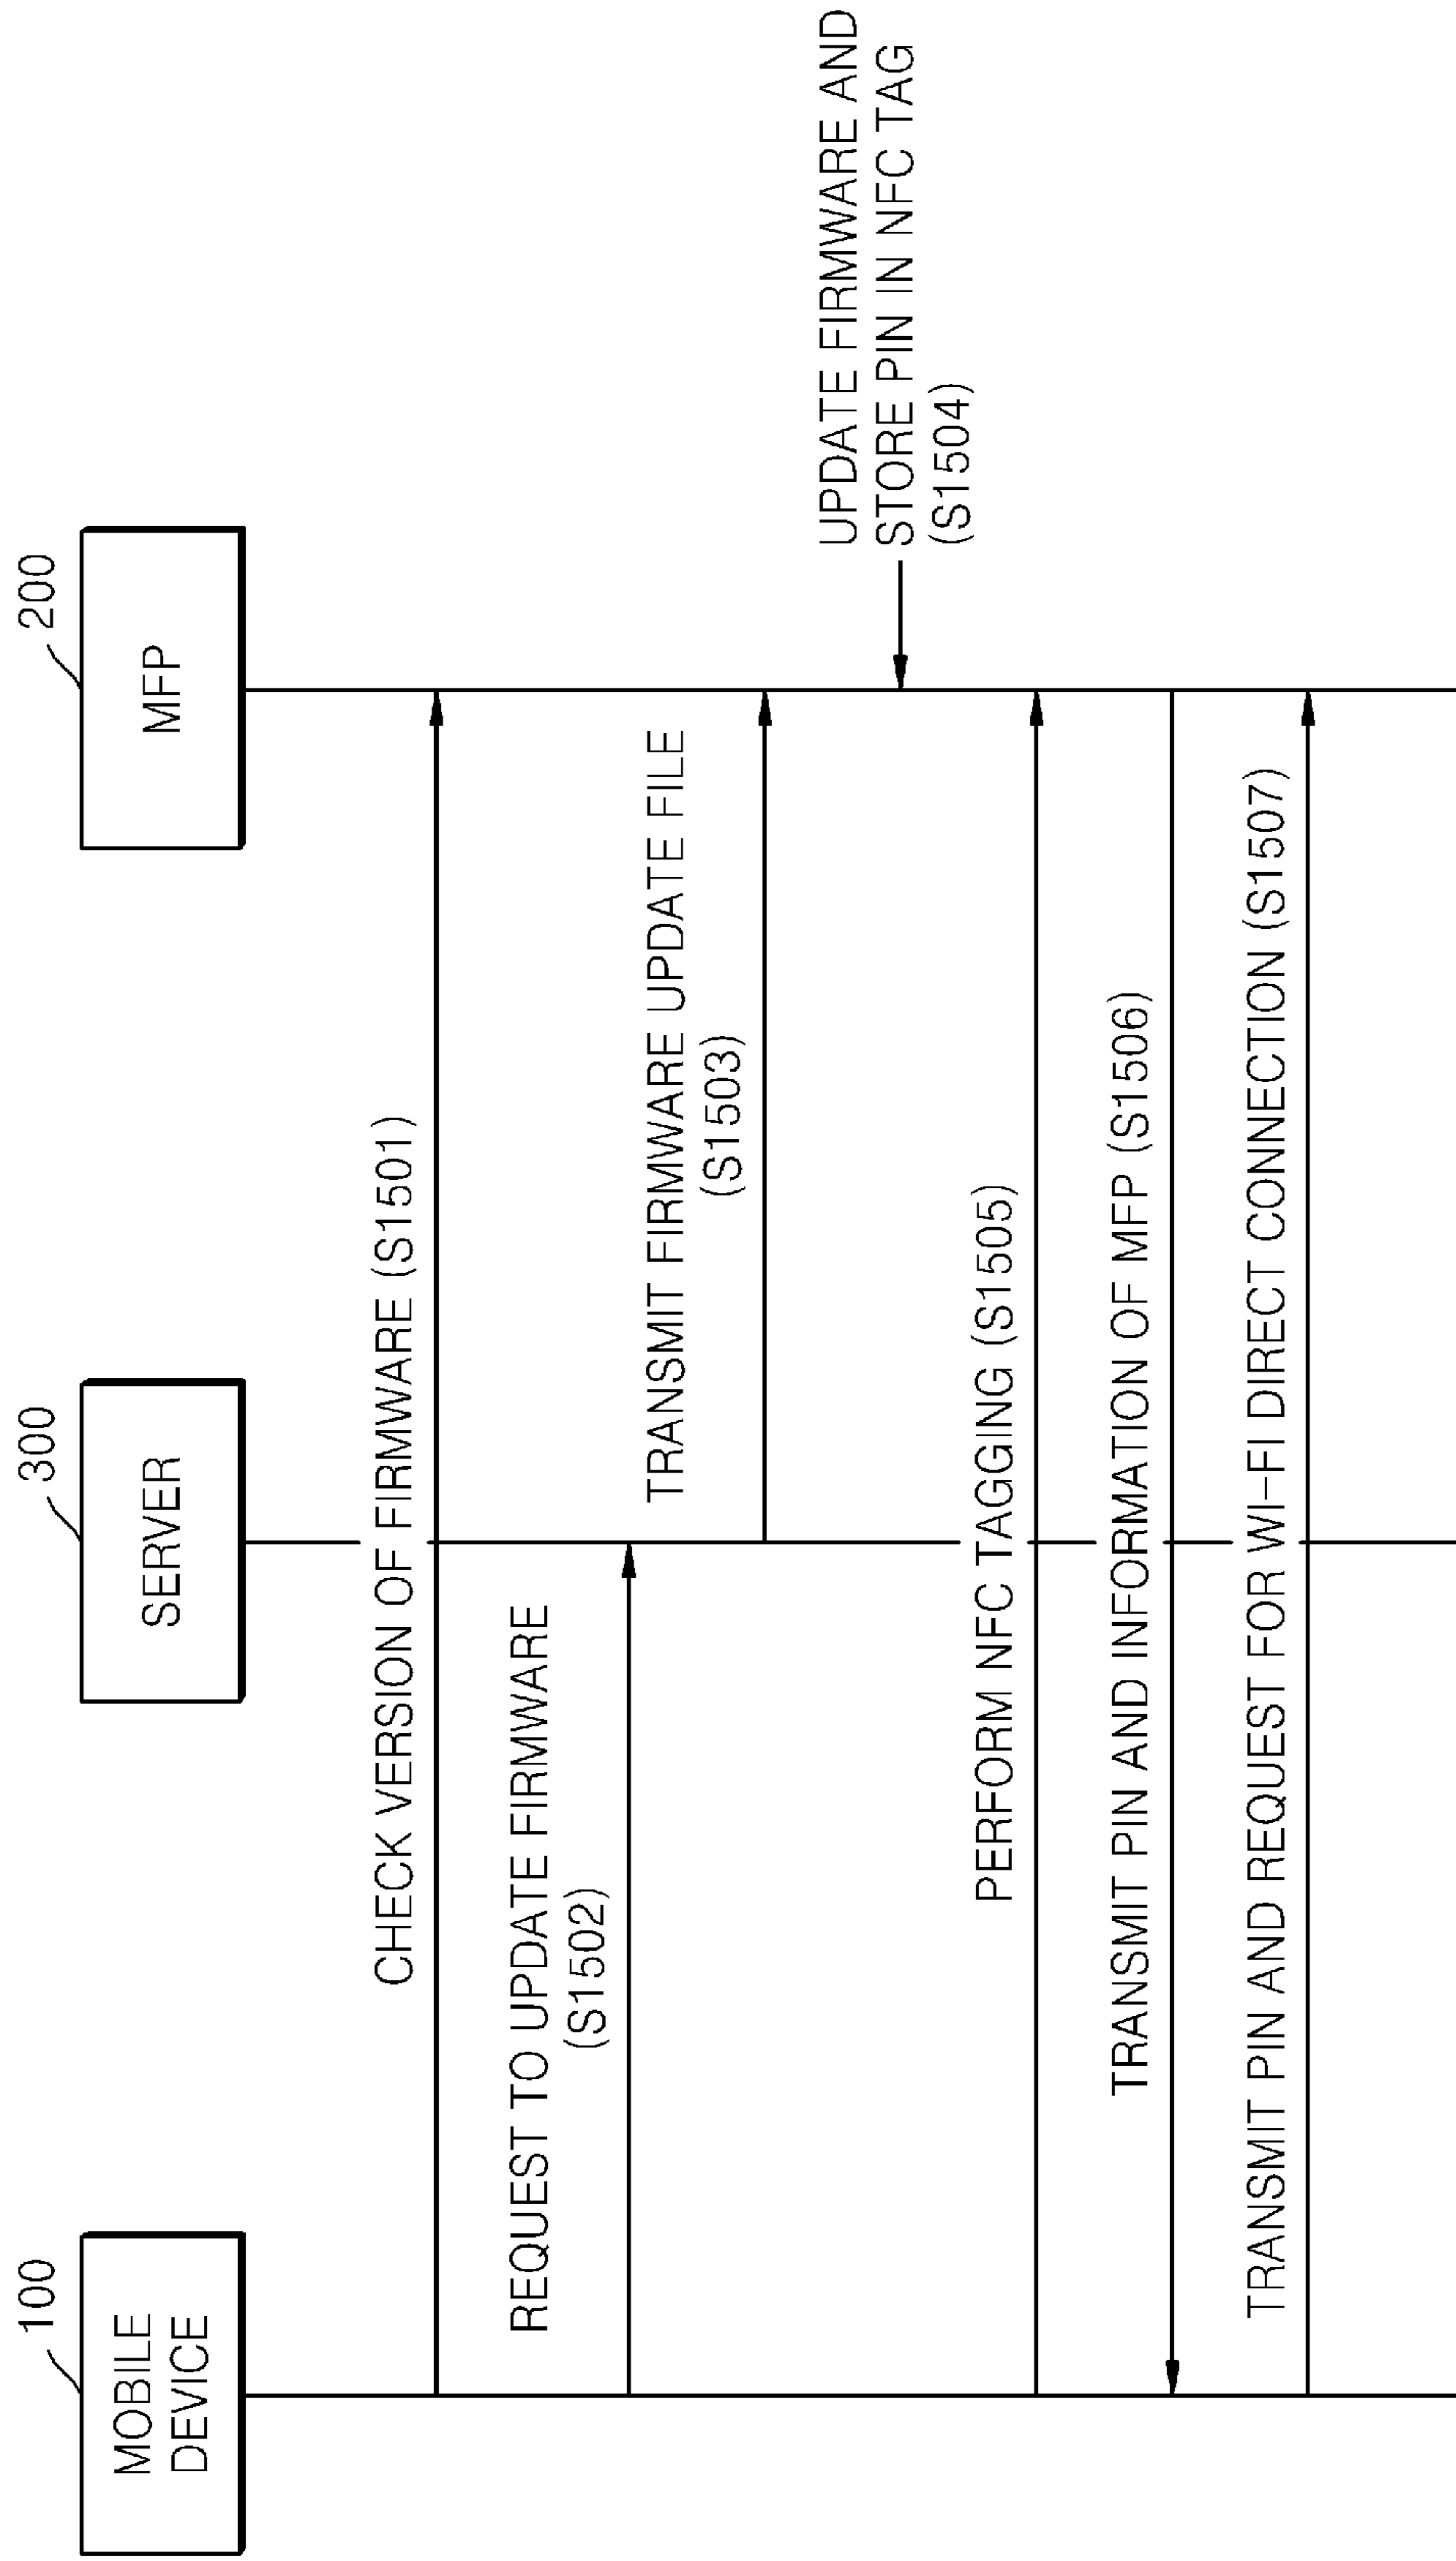 100
MOBILE
DEVICE
300
SERVER
200
MFP
CHECK VERSION OF FIRMWARE (S1501)
REQUEST TO UPDATE FIRMWARE
(S1502)
TRANSMIT FIRMWARE UPDATE FILE
(S1503)
UPDATE FIRMWARE AND
STORE PIN IN NFC TAG
(S1504)
PERFORM NFC TAGGING (S1505)
TRANSMIT PIN AND INFORMATION OF MFP (S1506)
TRANSMIT PIN AND REQUEST FOR WI-FI DIRECT CONNECTION (S1507)